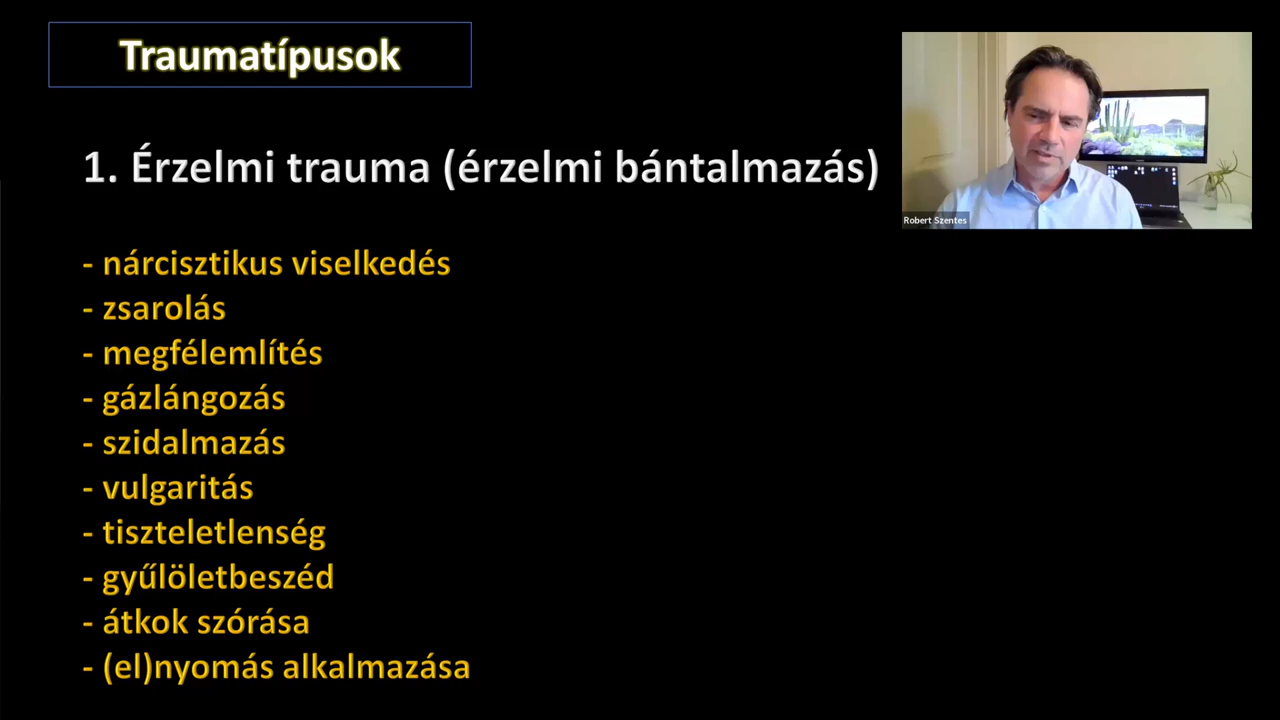 Traumatípusok
1. Érzelmi trauma (érzelmi bántalmazás)
Robert Szentes
- nárcisztikus viselkedés
- zsarolás
- megfélemlítés
- gázlángozás
- szidalmazás
- vulgaritás
- tiszteletlenség
- gyűlöletbeszéd
- átkok szórása
- (el)nyomás alkalmazása